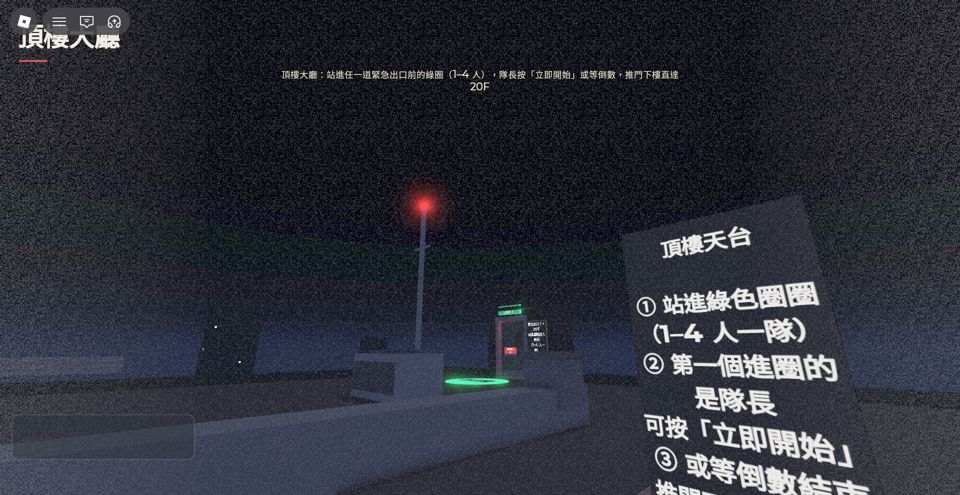 頂樓大廳
頂樓大廳：站進任一道緊急出口前的綠圈（1–4 人），隊長按「立即開始」或等倒數，推門下樓直達
20F
頂樓天台
① 站進綠色圈圈
（1–4 人一隊）
② 第一個進圈的
是隊長
可按「立即開始」
③ 或等倒數結束